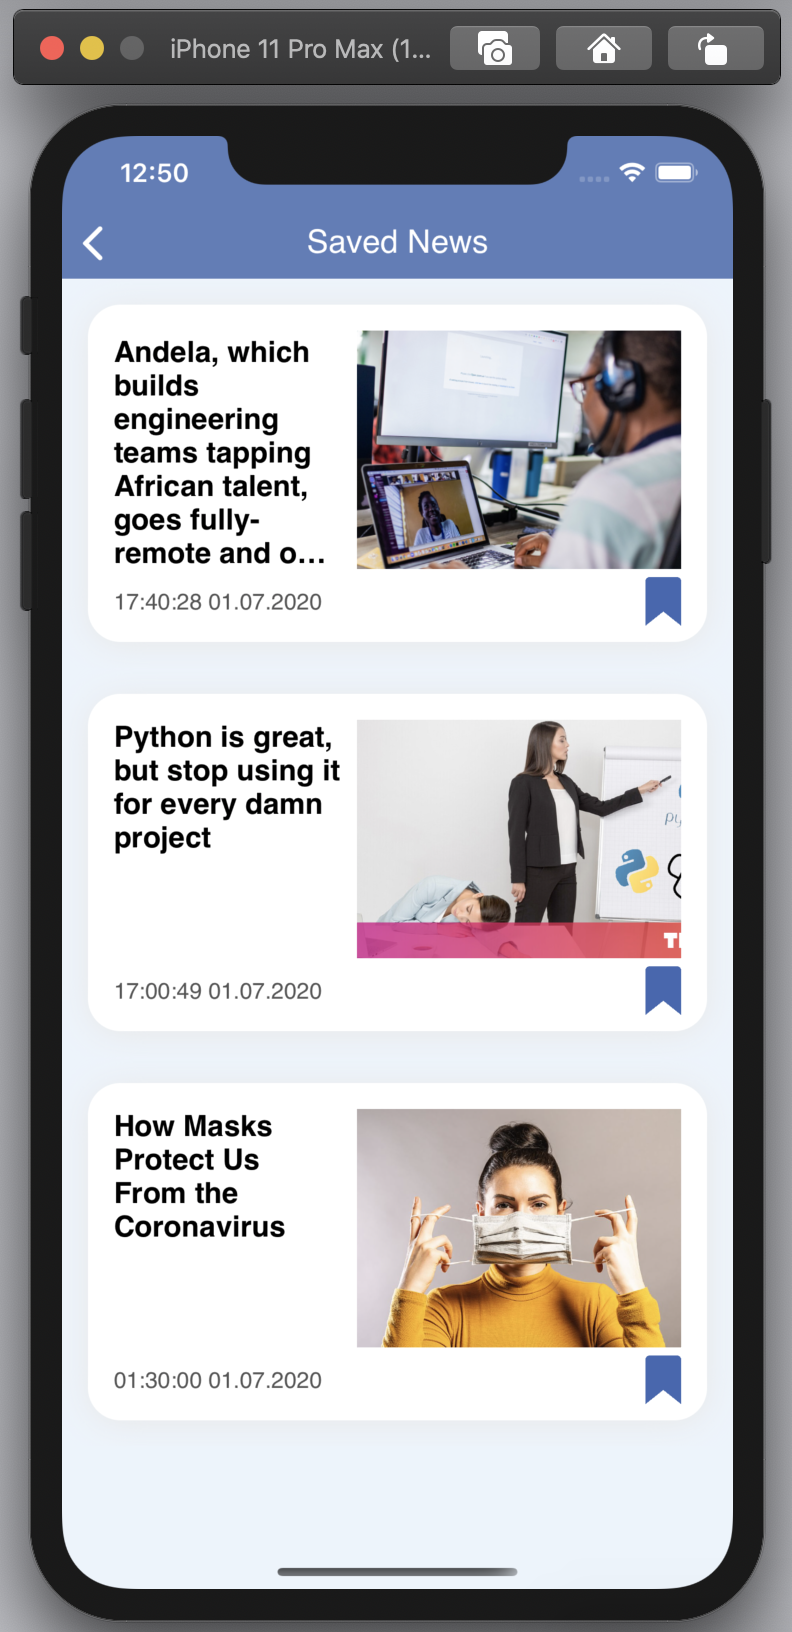 iPhone 11 Pro Max (1...
12:50
Saved News
Andela, which
builds
engineering
teams tapping
African talent,
goes fully-
remote and o...
17:40:28 01.07.2020
Python is great,
but stop using it
for every damn
project
py
17:00:49 01.07.2020
How Masks
Protect Us
From the
Coronavirus
01:30:00 01.07.2020